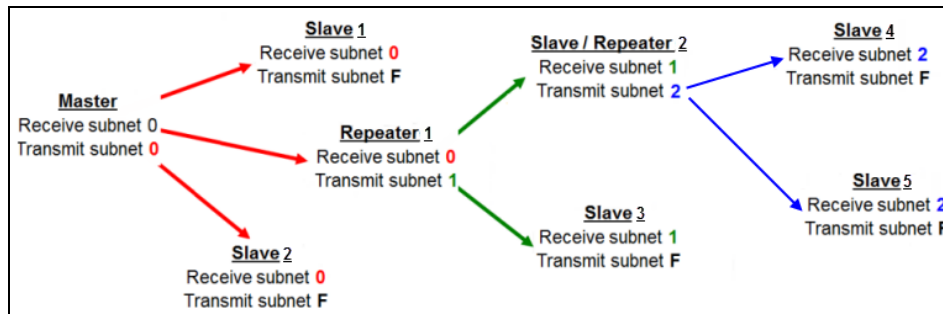 Master
Receive subnet 0
Transmit subnet 0
Slave 1
Receive subnet 0
Transmit subnet F
Repeater 1
Receive subnet 0
Transmit subnet 1
Slave 2
Receive subnet 0
Transmit subnet F
Slave / Repeater 2
Receive subnet 1
Transmit subnet 2
Slave 3
Receive subnet 1
Transmit subnet F
Slave 4
Receive subnet 2
Transmit subnet F
Slave 5
Receive subnet 2
Transmit subnet F